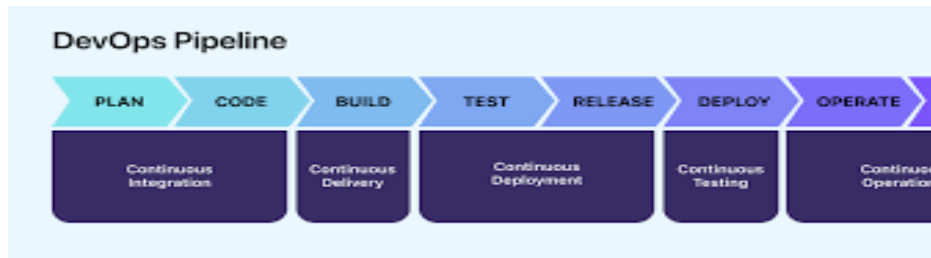 DevOps Pipeline
PLAN
CODE
BUILD
TEST
RELEASE
DEPLOY
OPERATE
Continuous
Integration
Continuous
Delivery
Continuous
Deployment
Continuous
Testing